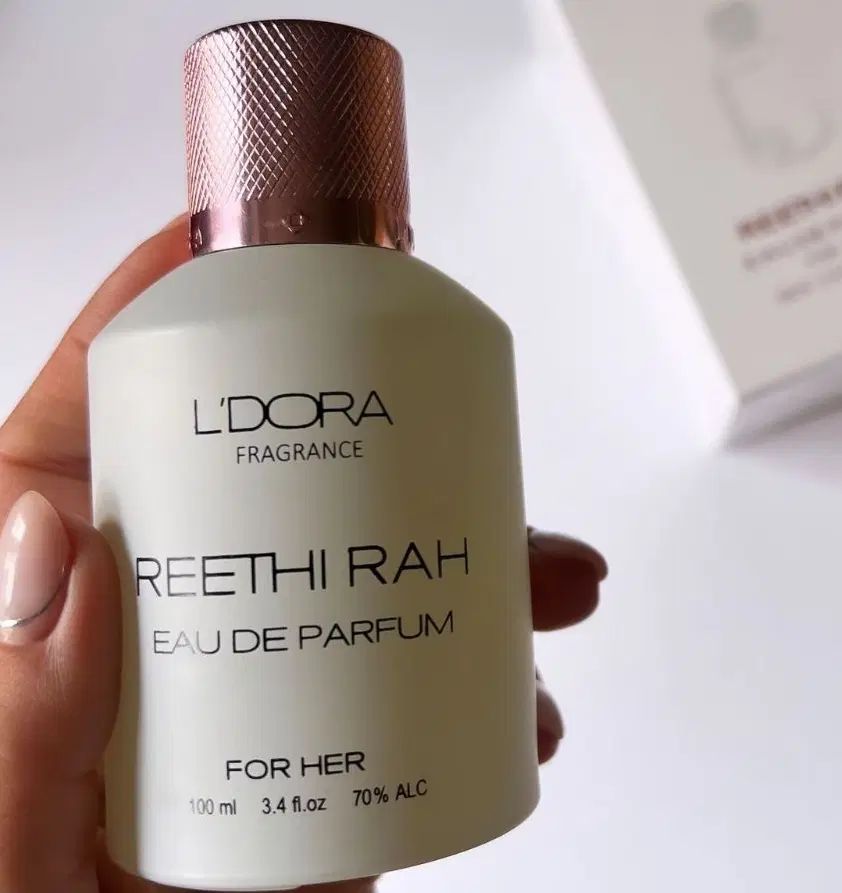 L'DORA
FRAGRANCE
REETHI RAH
EAU DE PARFUM
FOR HER
100 ml 3.4 fl.oz 70% ALC